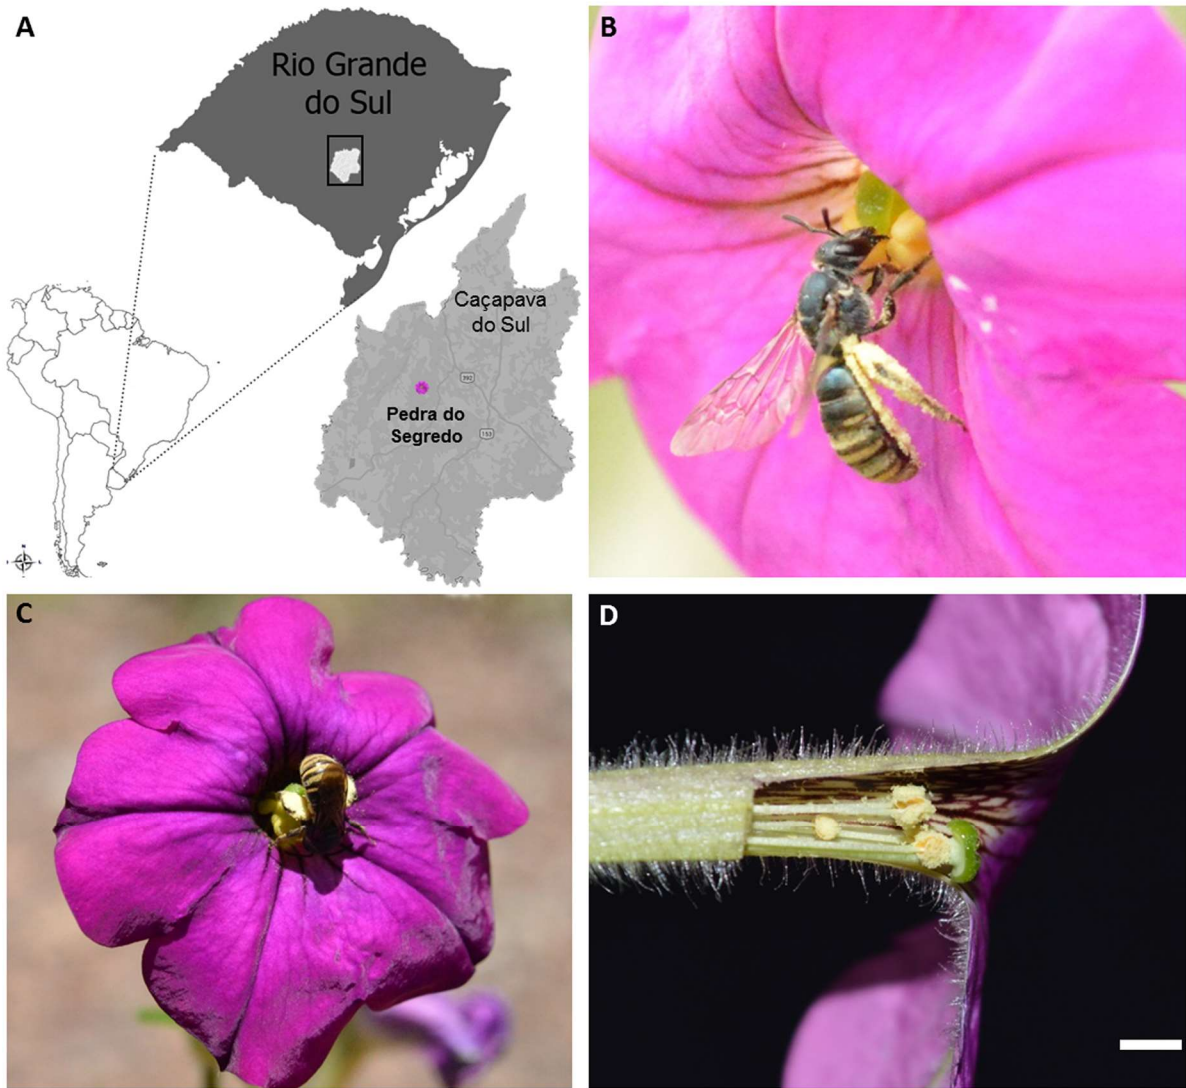 A
Rio Grande
do Sul
Caçapava
do Sul
392
Pedra do
Segredo
153
N
B
C
D